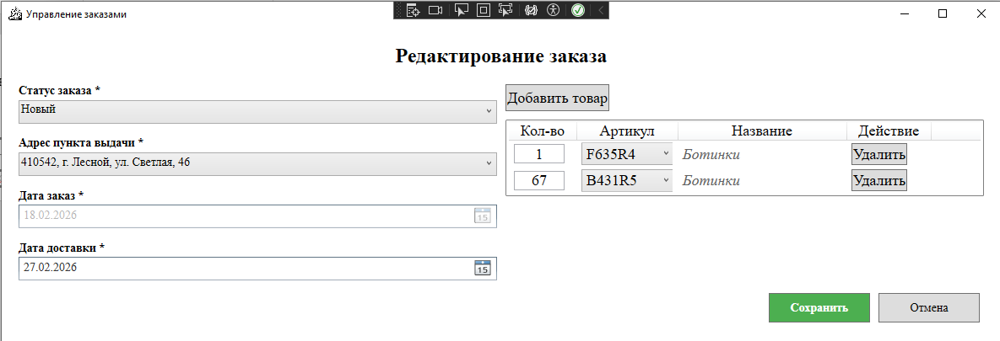 Управление заказами
Редактирование заказа
Статус заказа *
Новый
Адрес пункта выдачи *
410542, г. Лесной, ул. Светлая, 46
Дата заказ *
18.02.2026
15
Дата доставки *
27.02.2026
15
Добавить товар
Кол-во Артикул Название Действие
1 F635R4 Ботинки Удалить
67 B431R5 Ботинки Удалить
Сохранить Отмена